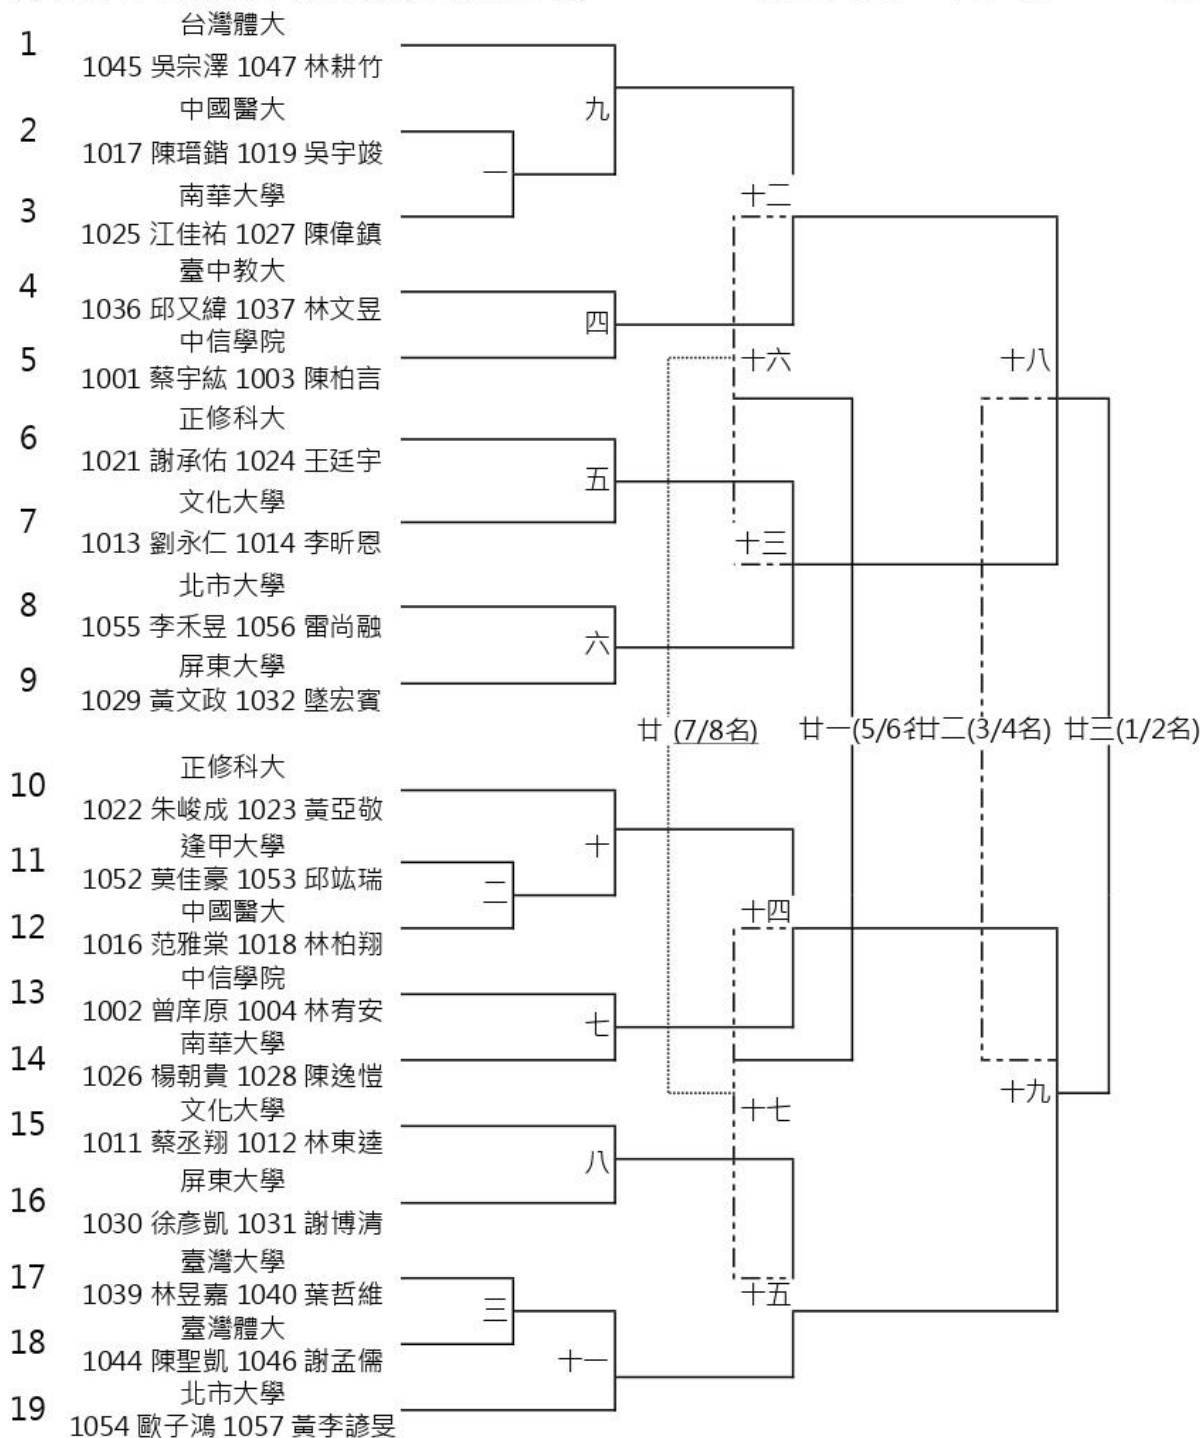 台灣體大
1
1045 吳宗澤 1047 林耕竹
九
中國醫大
2
1017 陳瑨鍇 1019 吳宇竣
一
南華大學
十二
3
1025 江佳祐 1027 陳偉鎮
臺中教大
4
1036 邱又緯 1037 林文昱
四
中信學院
5
十六
十八
1001 蔡宇紘 1003 陳柏言
正修科大
6
1021 謝承佑 1024 王廷宇
五
文化大學
7
1013 劉永仁 1014 李昕恩
十三
北市大學
8
1055 李禾昱 1056 雷尚融
六
屏東大學
9
1029 黃文政 1032 墜宏賓
廿 (7/8名)
廿一(5/6名
廿二(3/4名)
廿三(1/2名)
正修科大
10
1022 朱峻成 1023 黃亞敬
十
逢甲大學
11
1052 莫佳豪 1053 邱竑瑞
二
中國醫大
十四
12
1016 范雅棠 1018 林柏翔
中信學院
13
1002 曾庠原 1004 林宥安
七
南華大學
14
1026 楊朝貴 1028 陳逸愷
十九
文化大學
十七
15
1011 蔡丞翔 1012 林東逵
八
屏東大學
16
1030 徐彥凱 1031 謝博清
臺灣大學
17
1039 林昱嘉 1040 葉哲維
十五
三
臺灣體大
18
1044 陳聖凱 1046 謝孟儒
十一
北市大學
19
1054 歐子鴻 1057 黃李諺旻